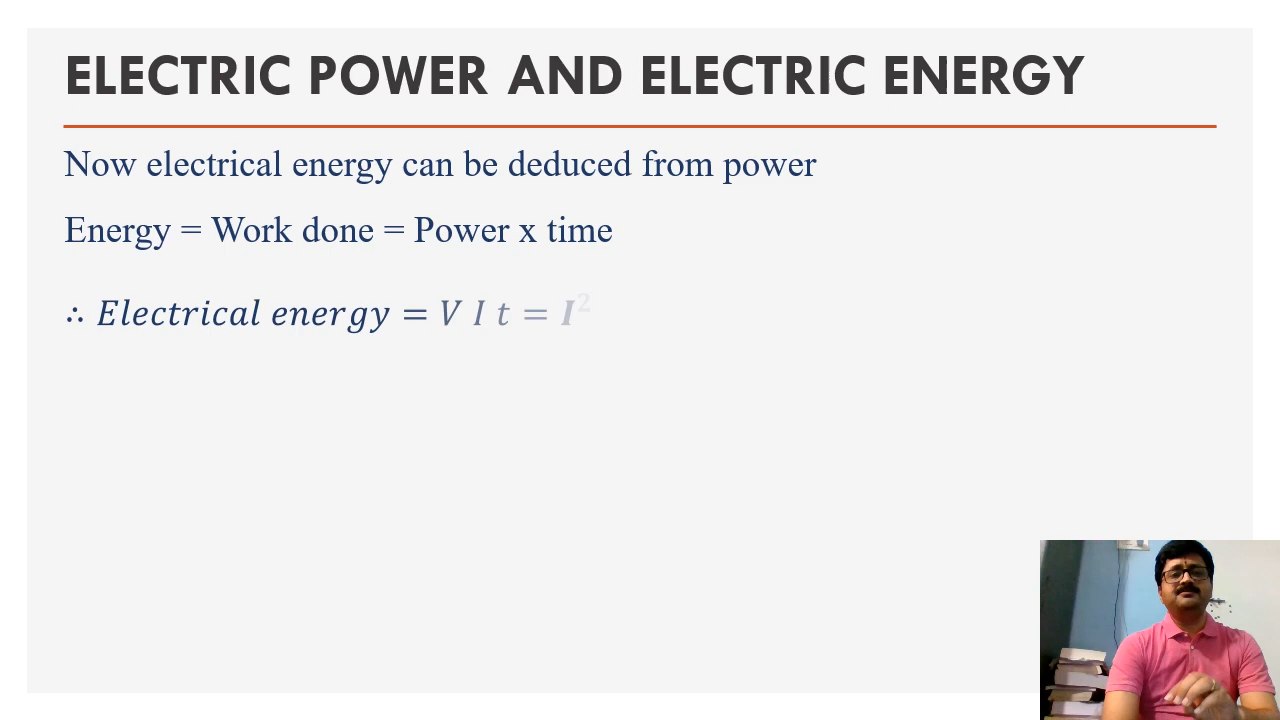 ELECTRIC POWER AND ELECTRIC ENERGY
Now electrical energy can be deduced from power
Energy = Work done = Power x time
∴ Electrical energy = V I t = I²